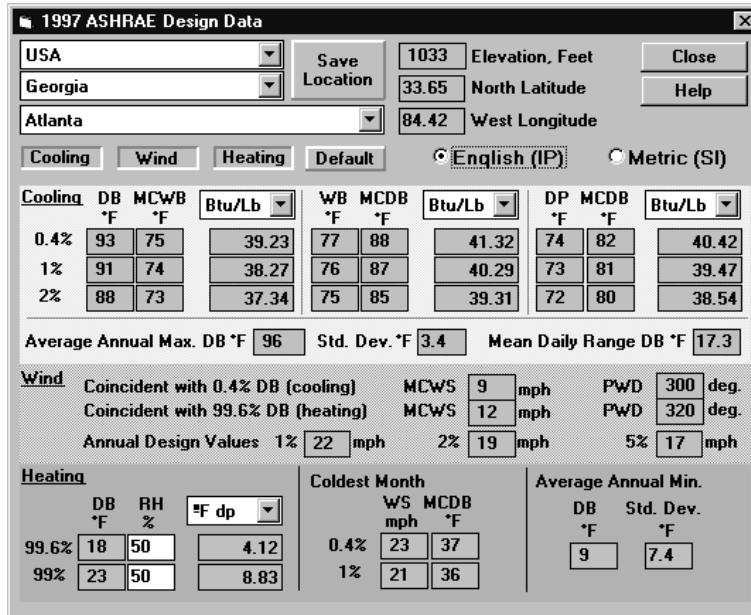 1997 ASHRAE Design Data
USA
Save Location
1033 Elevation, Feet
Close
Georgia
33.65 North Latitude
Help
Atlanta
84.42 West Longitude
Cooling Wind Heating Default English (IP) Metric (SI)
Cooling DB °F MCWB °F Btu/Lb WB °F MCDB °F Btu/Lb DP °F MCDB °F Btu/Lb
0.4% 93 75 39.23 77 88 41.32 74 82 40.42
1% 91 74 38.27 76 87 40.29 73 81 39.47
2% 88 73 37.34 75 85 39.31 72 80 38.54
Average Annual Max. DB °F 96 Std. Dev. °F 3.4 Mean Daily Range DB °F 17.3
Wind Coincident with 0.4% DB (cooling) MCWS 9 mph PWD 300 deg.
Coincident with 99.6% DB (heating) MCWS 12 mph PWD 320 deg.
Annual Design Values 1% 22 mph 2% 19 mph 5% 17 mph
Heating
DB °F RH % °F dp
99.6% 18 50 4.12
99% 23 50 8.83
Coldest Month
WS mph MCDB °F
0.4% 23 37
1% 21 36
Average Annual Min.
DB °F Std. Dev. °F
9 7.4